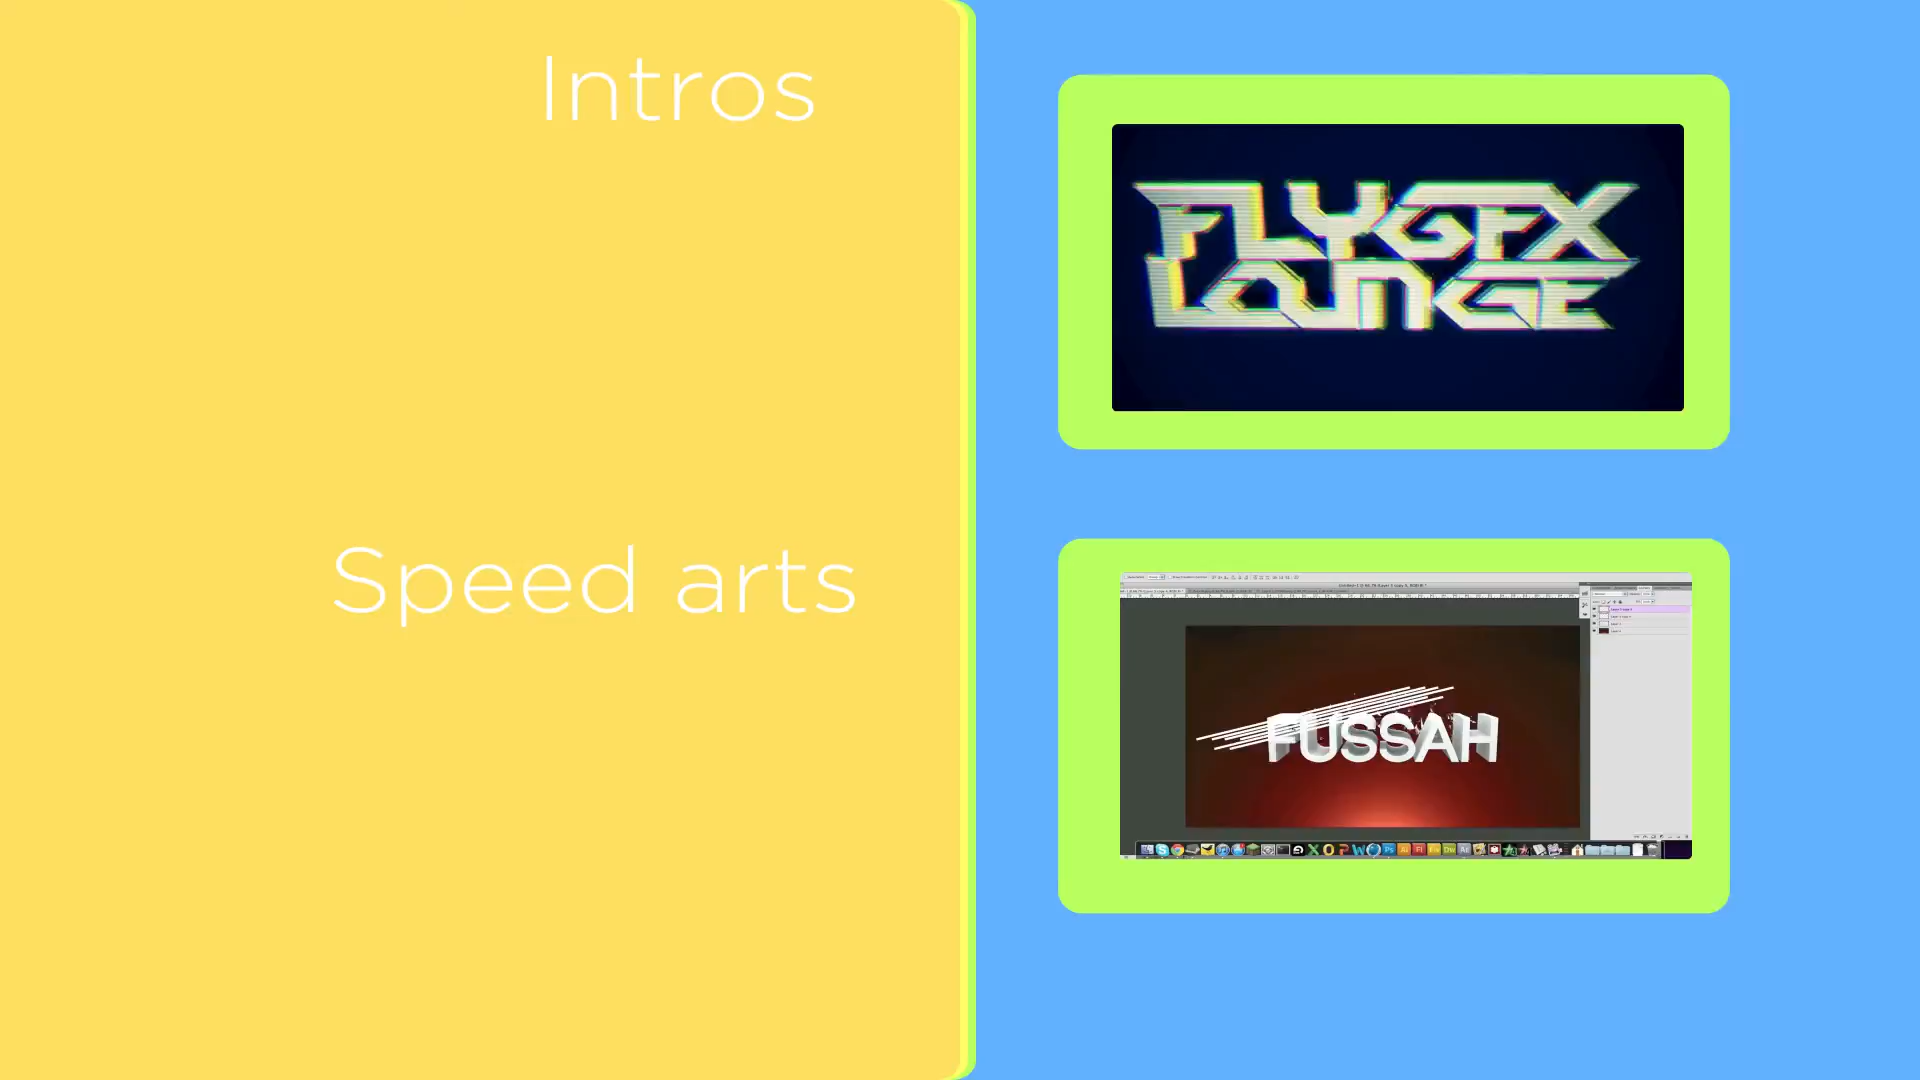 Intros
FLYGFX
LOUNGE
Speed arts
FUSSAH